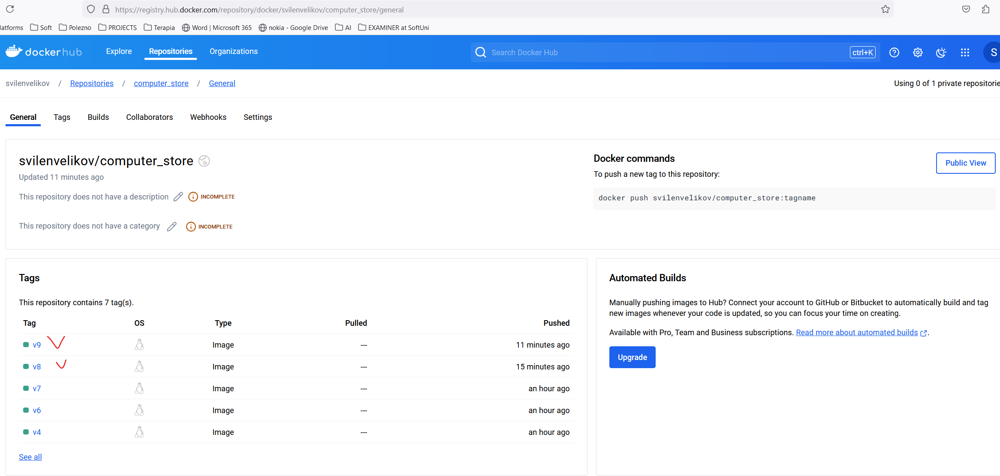 https://registry.hub.docker.com/repository/docker/svilenvelikov/computer_store/general
latforms Soft Polezno PROJECTS Terapia Word | Microsoft 365 nokia - Google Drive AI EXAMINER at SoftUni
dockerhub Explore Repositories Organizations Search Docker Hub ctrl+K S
svilenvelikov / Repositories / computer_store / General Using 0 of 1 private repositorie
General Tags Builds Collaborators Webhooks Settings
svilenvelikov/computer_store
Updated 11 minutes ago
This repository does not have a description INCOMPLETE
This repository does not have a category INCOMPLETE
Docker commands
Public View
To push a new tag to this repository:
docker push svilenvelikov/computer_store:tagname
Tags
This repository contains 7 tag(s).
Tag OS Type Pulled Pushed
v9 Image --- 11 minutes ago
v8 Image --- 15 minutes ago
v7 Image --- an hour ago
v6 Image --- an hour ago
v4 Image --- an hour ago
See all
Automated Builds
Manually pushing images to Hub? Connect your account to GitHub or Bitbucket to automatically build and tag
new images whenever your code is updated, so you can focus your time on creating.
Available with Pro, Team and Business subscriptions. Read more about automated builds.
Upgrade